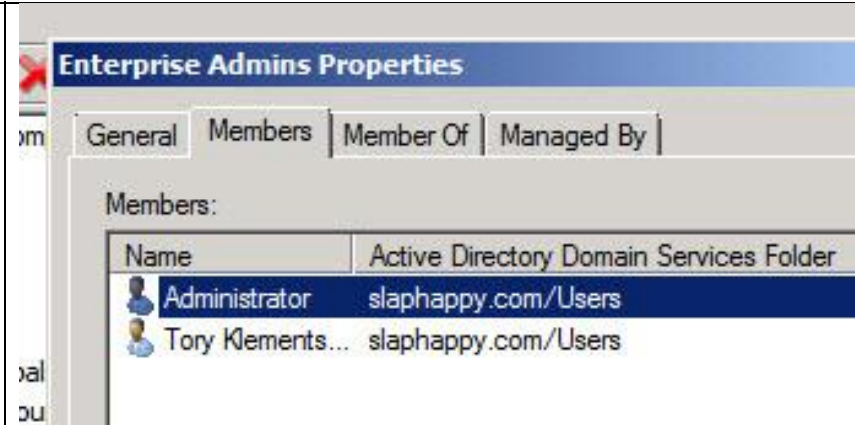 Enterprise Admins Properties
General Members Member Of Managed By
Members:
Name Active Directory Domain Services Folder
Administrator slaphappy.com/Users
Tory Klements... slaphappy.com/Users